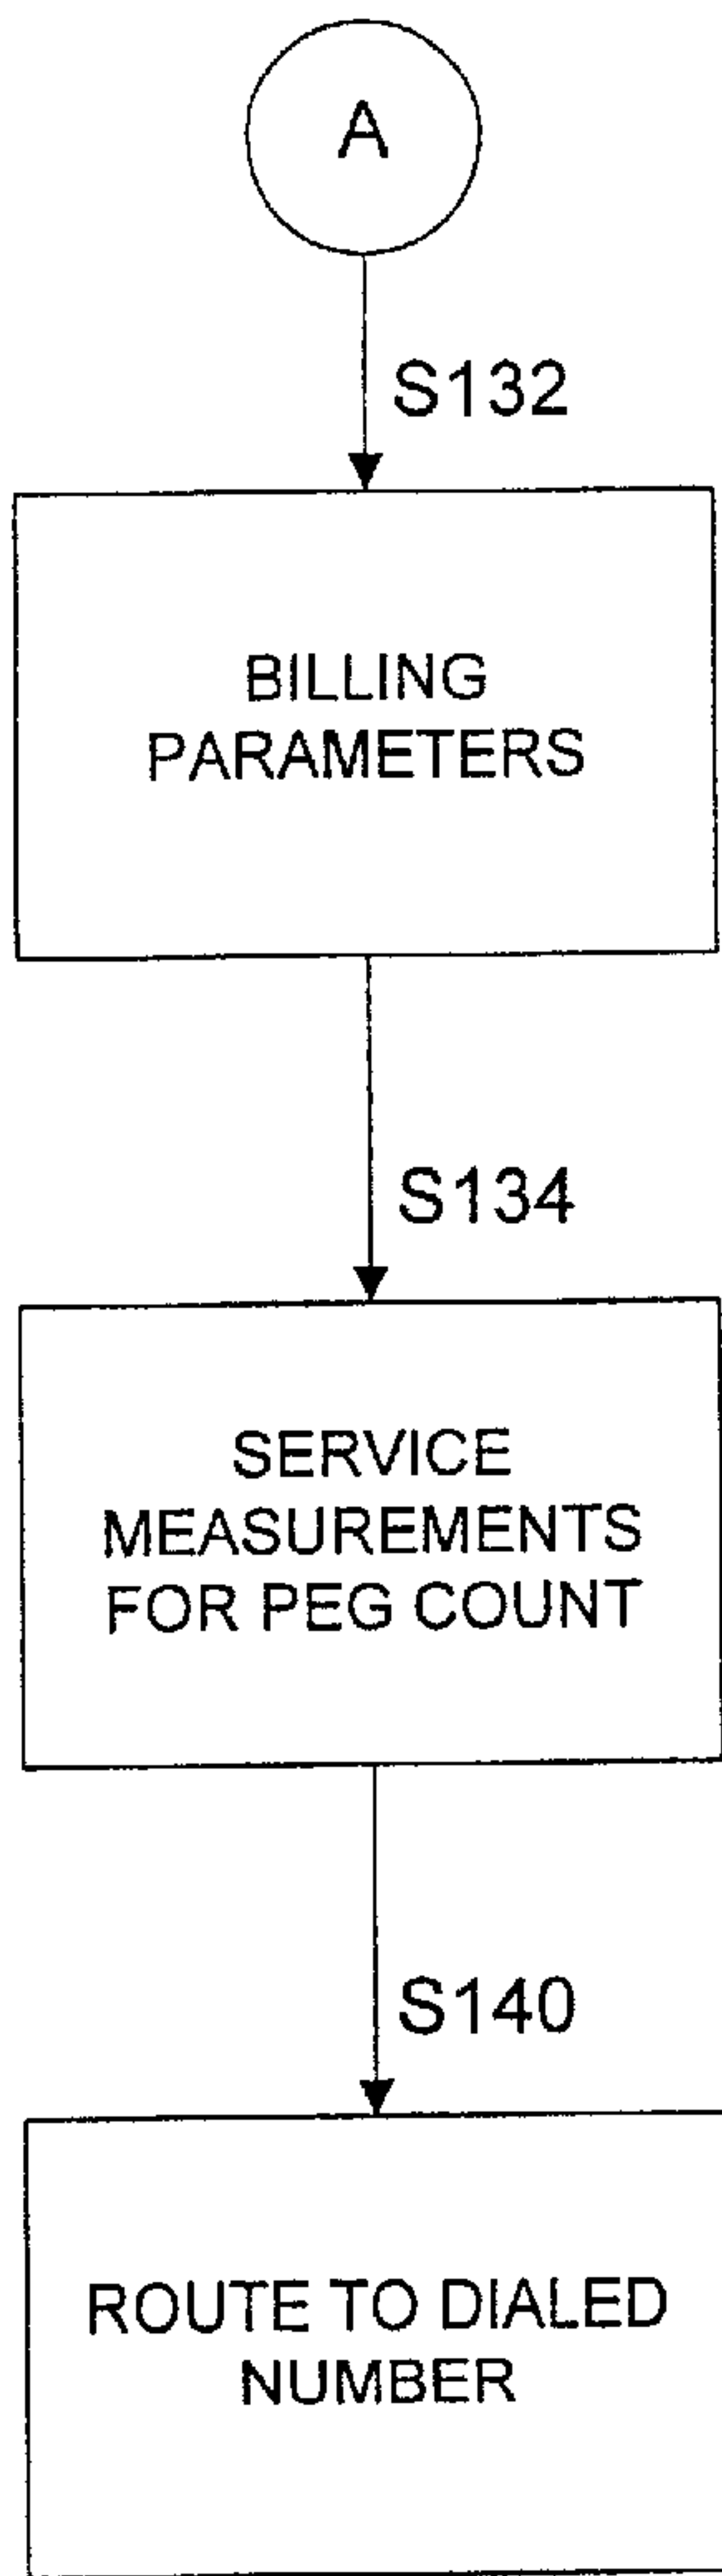 A
S132
BILLING
PARAMETERS
S134
SERVICE
MEASUREMENTS
FOR PEG COUNT
S140
ROUTE TO DIALED
NUMBER